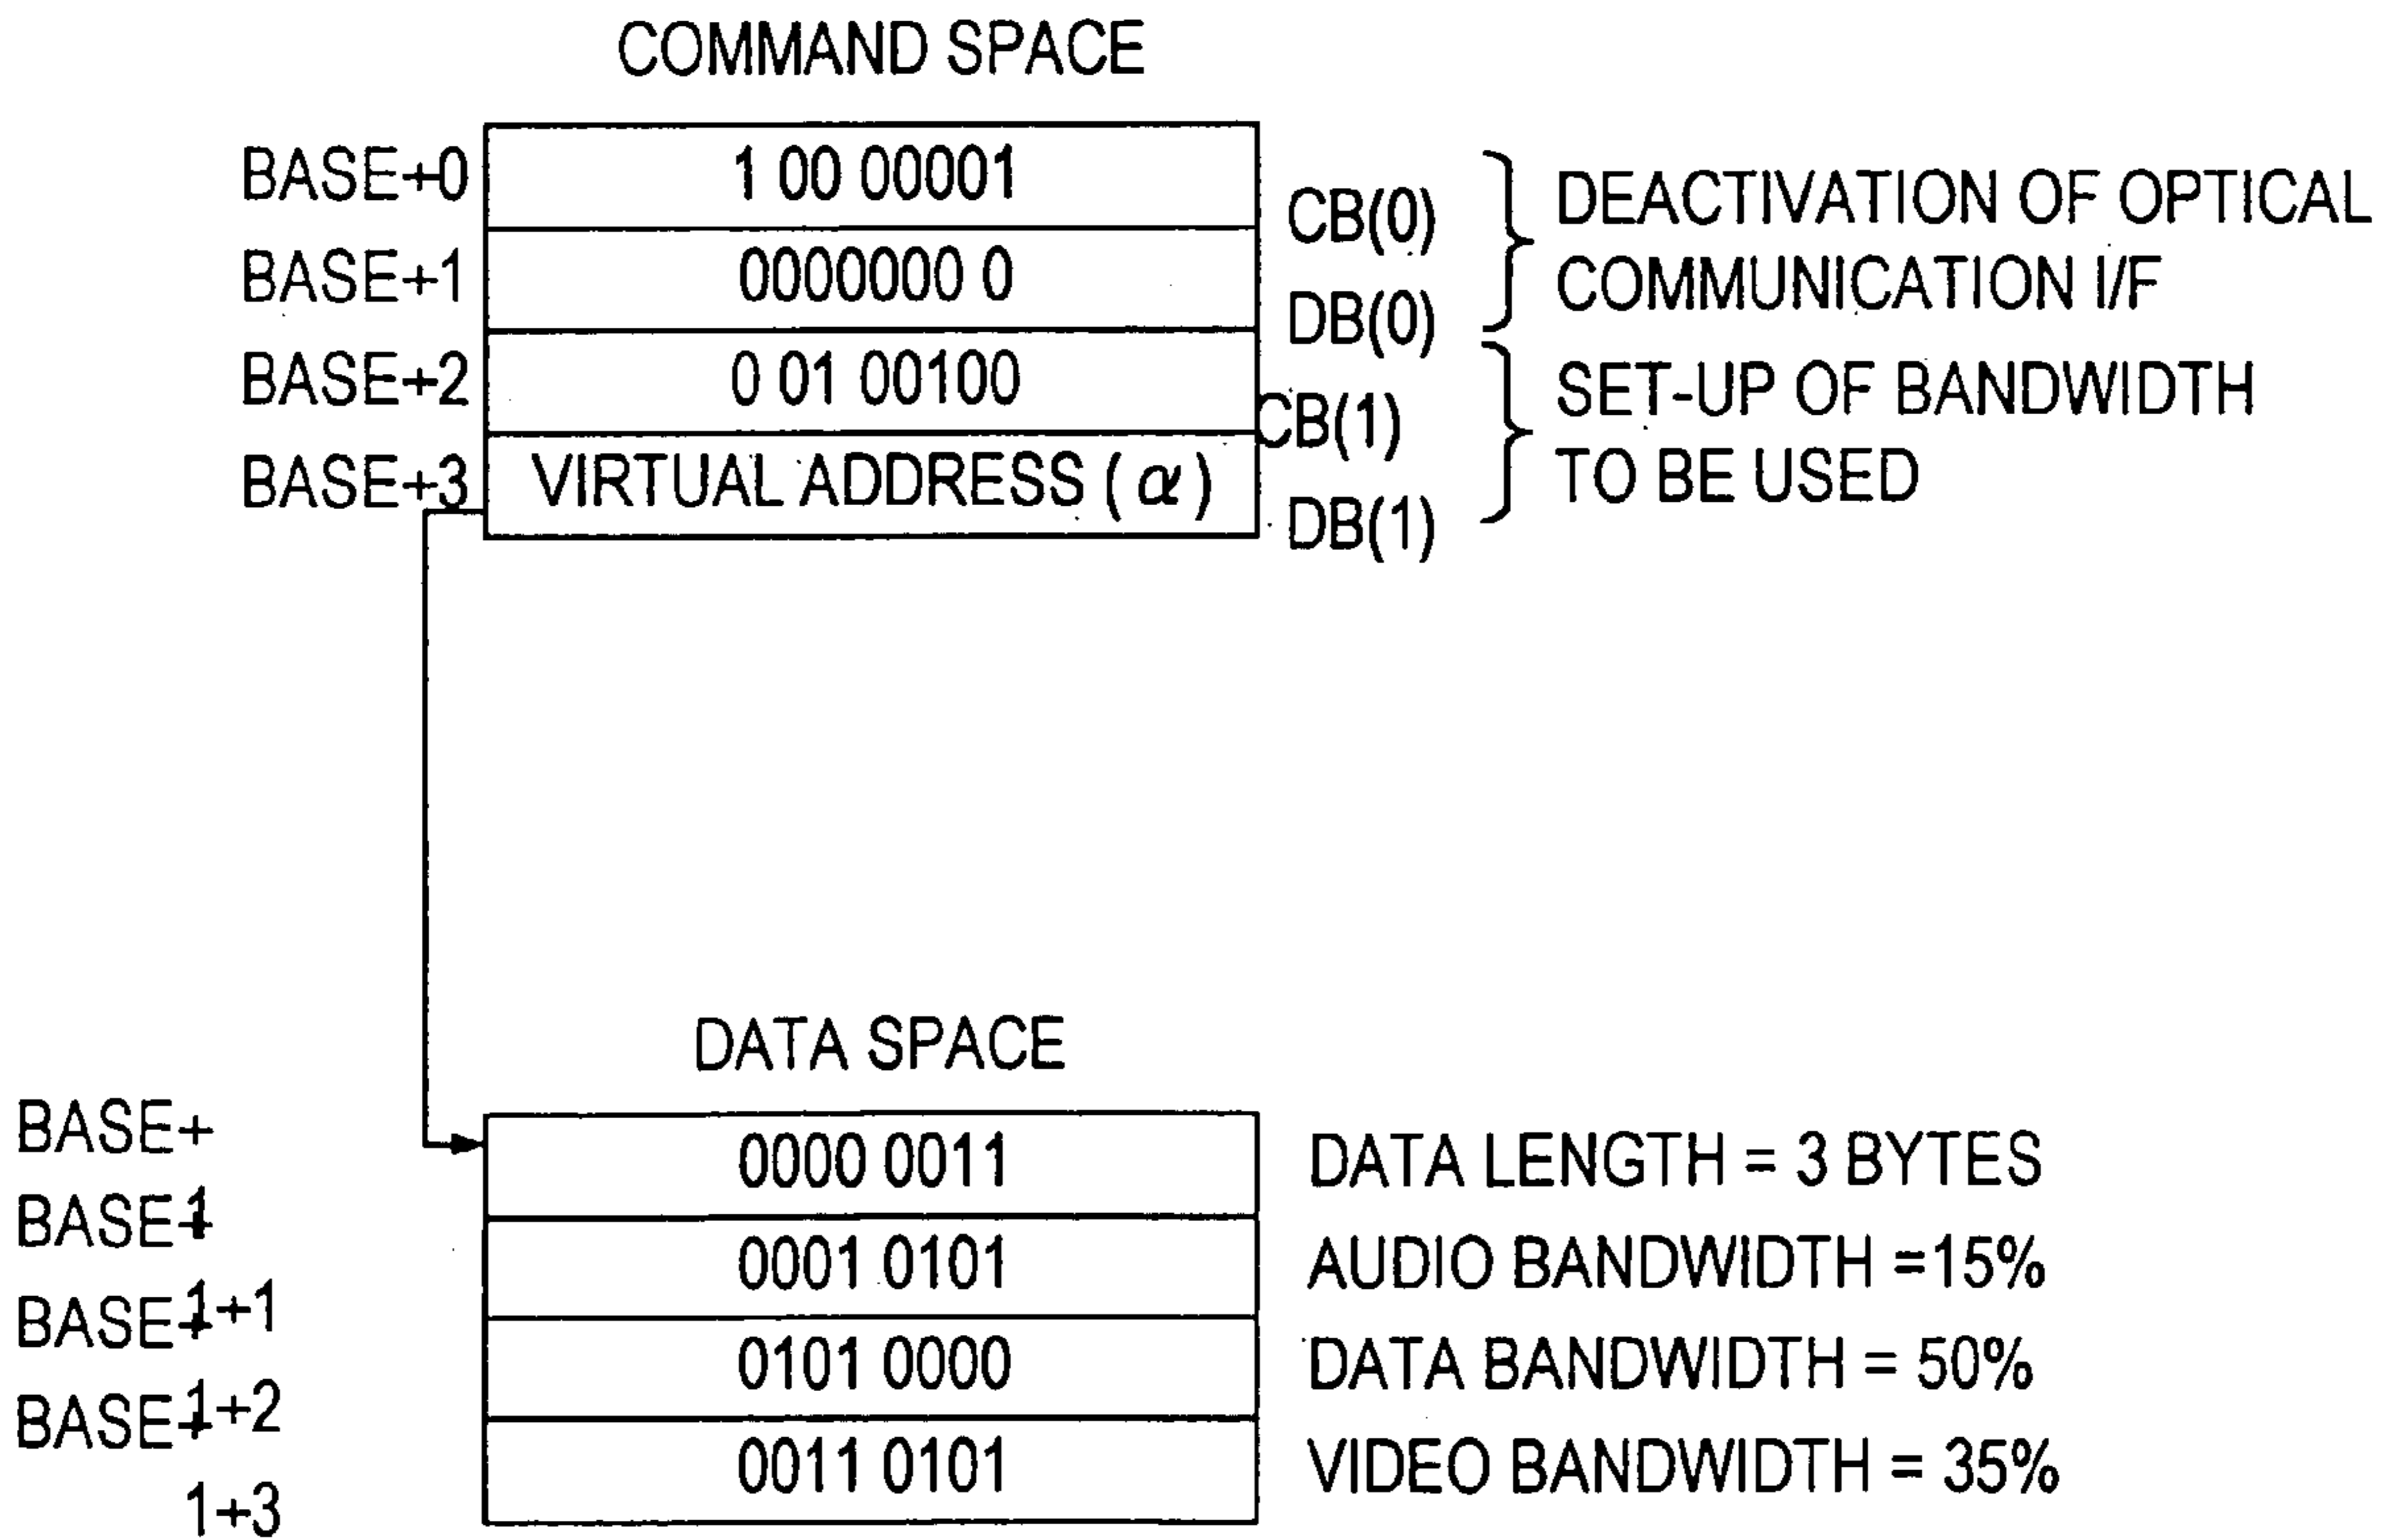 COMMAND SPACE
BASE+0 1 00 00001 CB(0)
BASE+1 0000000 0 DB(0)
DEACTIVATION OF OPTICAL
COMMUNICATION I/F
BASE+2 0 01 00100 CB(1)
BASE+3 VIRTUAL ADDRESS (α) DB(1)
SET-UP OF BANDWIDTH
TO BE USED
DATA SPACE
BASE+
1 0000 0011 DATA LENGTH = 3 BYTES
BASE+
1+1 0001 0101 AUDIO BANDWIDTH =15%
BASE+
1+2 0101 0000 DATA BANDWIDTH = 50%
BASE+
1+3 0011 0101 VIDEO BANDWIDTH = 35%